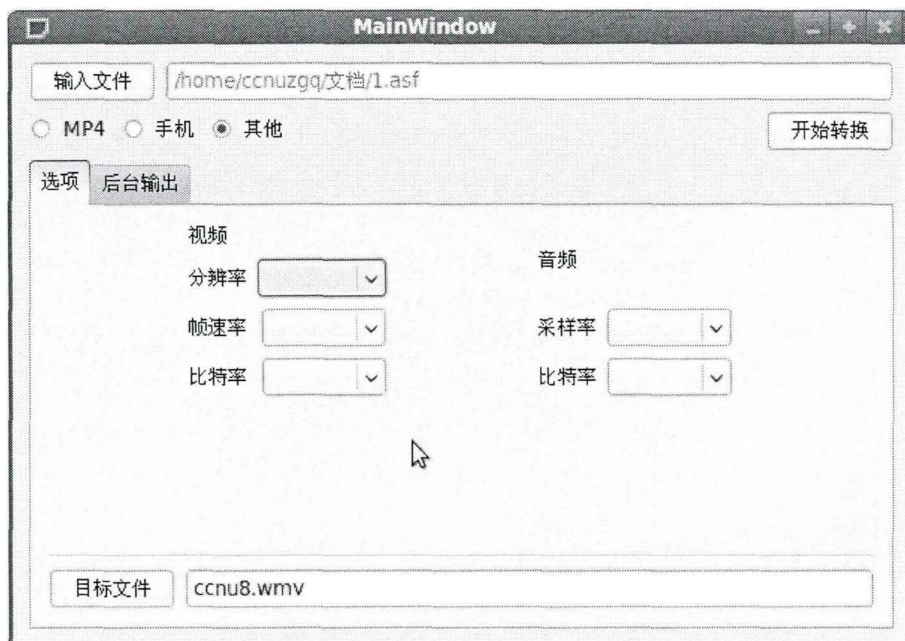 MainWindow
输入文件 /home/ccnuzgq/文档/1.asf
MP4 手机 其他 开始转换
选项 后台输出
视频
音频
分辨率
帧速率 采样率
比特率 比特率
目标文件 ccnu8.wmv